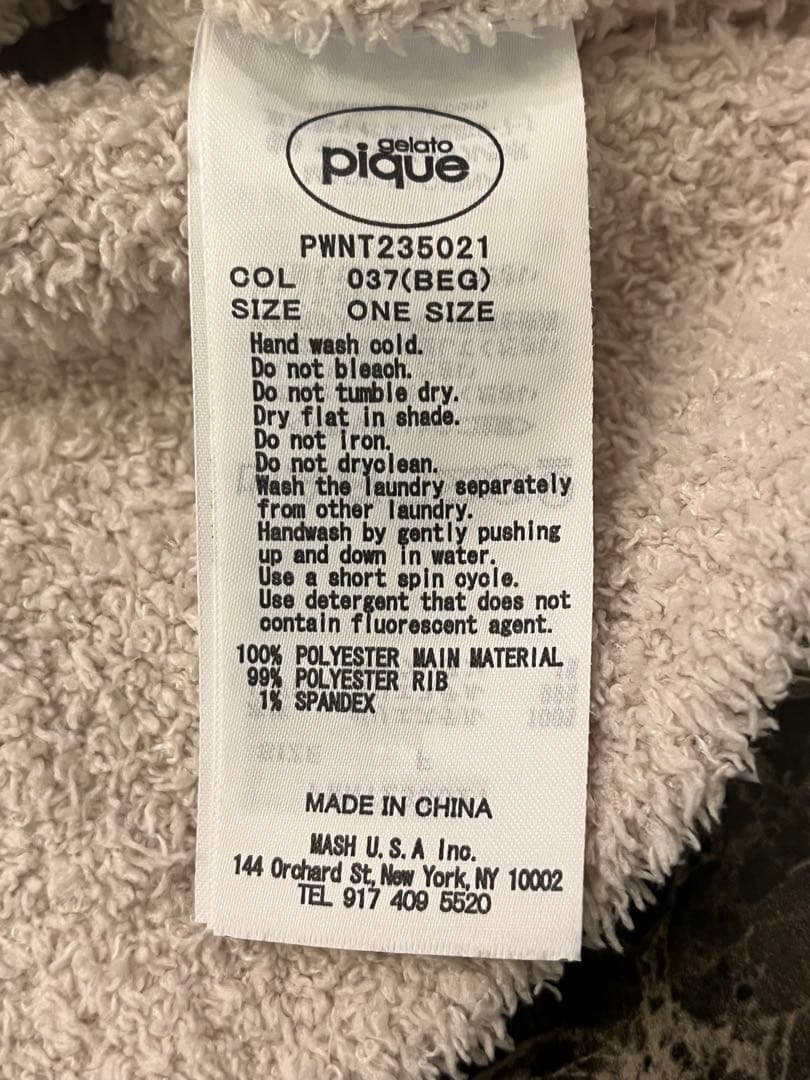 gelato
pique
PWNT235021
COL 037(BEG)
SIZE ONE SIZE
Hand wash cold.
Do not bleach.
Do not tumble dry.
Dry flat in shade.
Do not iron.
Do not dryclean.
Wash the laundry separately
from other laundry.
Handwash by gently pushing
up and down in water.
Use a short spin cycle.
Use detergent that does not
contain fluorescent agent.
100% POLYESTER MAIN MATERIAL
99% POLYESTER RIB
1% SPANDEX
MADE IN CHINA
MASH U.S.A Inc.
144 Orchard St, New York, NY 10002
TEL 917 409 5520